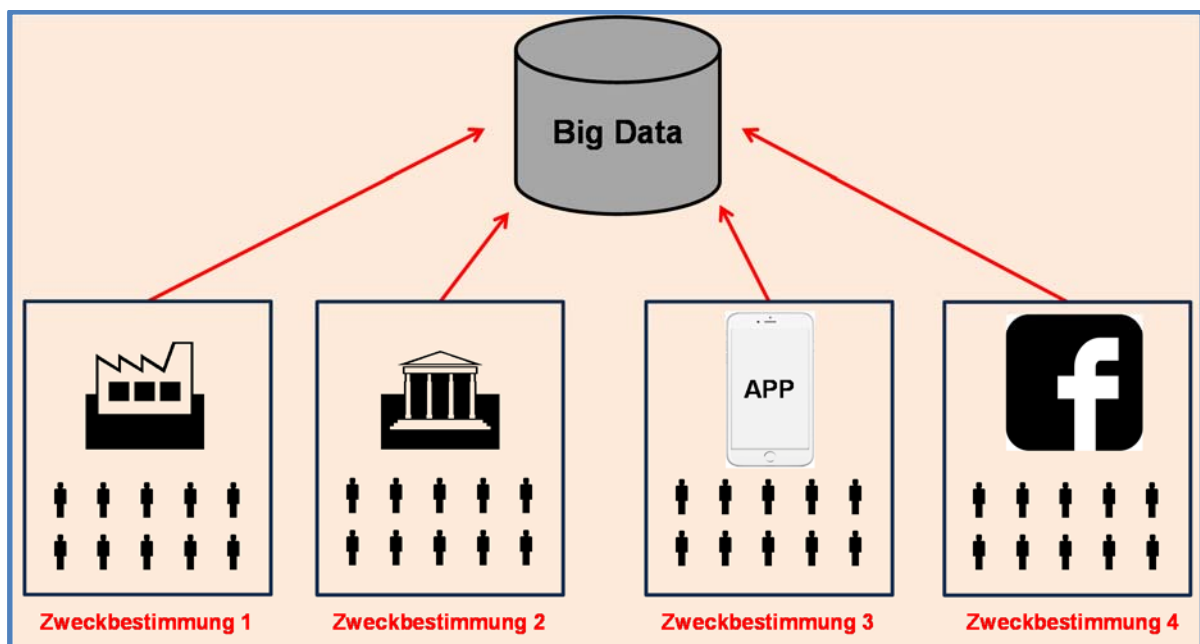 Big Data
APP
f
Zweckbestimmung 1
Zweckbestimmung 2
Zweckbestimmung 3
Zweckbestimmung 4